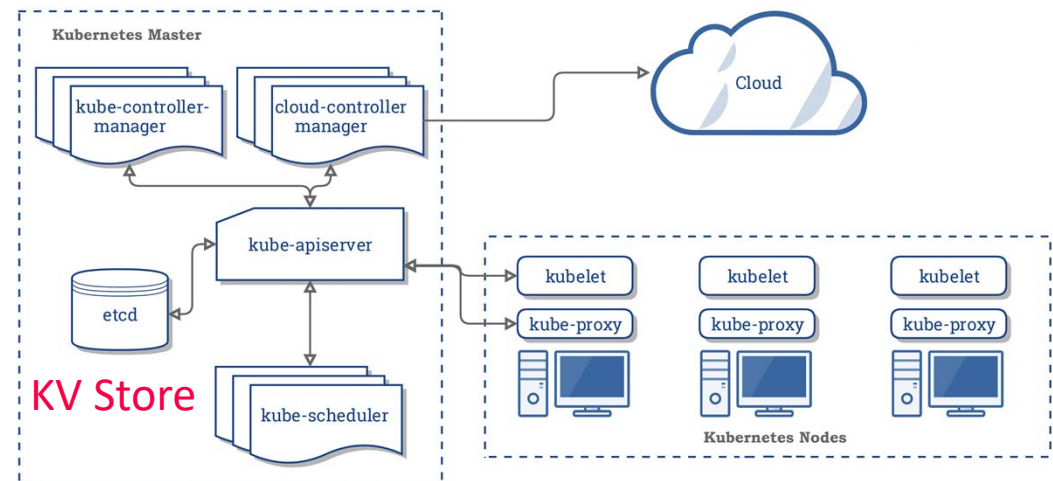 Kubernetes Master
kube-controller-
manager
cloud-controller
manager
Cloud
kube-apiserver
etcd
KV Store
kube-scheduler
kubelet
kubelet
kubelet
kube-proxy
kube-proxy
kube-proxy
Kubernetes Nodes